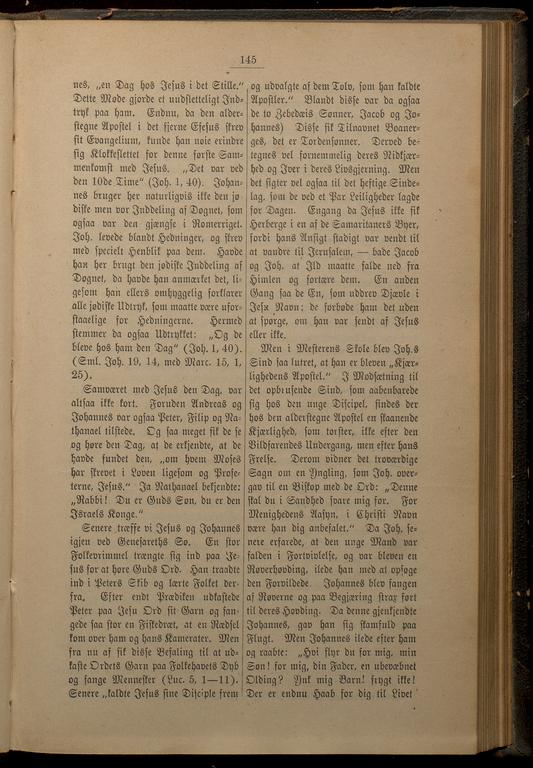 145
nes, „en Dag hos Jesus i det Stille.“
Dette Møde gjorde et uudsletteligt Ind-
tryk paa ham. Endnu, da den alder-
stegne Apostel i det fjerne Efesus skrev
sit Evangelium, kunde han nøie erindre
sig Klokkeslettet for denne første Sam-
menkomst med Jesus. „Det var ved
den 10de Time“ (Joh. 1, 40). Johan-
nes bruger her naturligvis ikke den jø
diske men vor Inddeling af Døgnet, som
ogsaa var den gjængse i Romerriget.
Joh. levede blandt Hedninger, og skrev
med specielt Henblik paa dem. Havde
han her brugt den jødiske Inddeling af
Døgnet, da havde han anmærket det, li-
gesom han ellers omhyggelig forklarer
alle jødiske Udtryk, som maatte være ufor-
staaelige for Hedningerne. Hermed
stemmer da ogsaa Udtrykket: „Og de
bleve hos ham den Dag“ (Joh. 1, 40).
(Sml. Joh. 19, 14, med Marc. 15, 1,
25).
Samværet med Jesus den Dag, var
altsaa ikke kort. Foruden Andreas og
Johannes var ogsaa Peter, Filip og Na-
thanael tilstede. Og saa meget fik de se
og høre den Dag, at de erkjendte, at de
havde fundet den, „om hvem Moses
har skrevet i Loven ligesom og Profe-
terne, Jesus.“ Ja Nathanael bekjendte:
„Rabbi! Du er Guds Søn, du er den
Israels Konge.“
Senere træffe vi Jesus og Johannes
igjen ved Genesareths Sø. En stor
Folkevrimmel trængte sig ind paa Je-
sus for at høre Guds Ord. Han traadte
ind i Peters Skib og lærte Folket der-
fra. Efter endt Prædiken udkastede
Peter paa Jesu Ord sit Garn og fan-
gede saa stor en Fiskedræt, at en Rædsel
kom over ham og hans Kamerater. Men
fra nu af fik disse Befaling til at ud-
kaste Ordets Garn paa Folkehavets Dyb
og fange Mennesker (Luc. 5, 1—11).
Senere „kaldte Jesus sine Disciple frem
og udvalgte af dem Tolv, som han kaldte
Apostler.“ Blandt disse var da ogsaa
de to Zebedæis Sønner, Jacob og Jo-
hannes) Disse fik Tilnavnet Boaner-
ges, det er Tordensønner. Derved be-
tegnes vel fornemmelig deres Nidkjær-
hed og Iver i deres Livsgjerning. Men
det sigter vel ogsaa til det heftige Sinde-
lag, som de ved et Par Leiligheder lagde
for Dagen. Engang da Jesus ikke fik
Herberge i en af de Samaritaners Byer,
fordi hans Ansigt stadigt var vendt til
at vandre til Jerusalem, — bade Jacob
og Joh. at Ild maatte falde ned fra
Himlen og fortære dem. En anden
Gang saa de En, som uddrev Djævle i
Jesu Navn; de forbøde ham det uden
at spørge, om han var sendt af Jesus
eller ikke.
Men i Mesterens Skole blev Joh.s
Sind saa lutret, at han er bleven „Kjær-
lighedens Apostel.“ I Modsætning til
det opbrusende Sind, som aabenbarede
sig hos den unge Discipel, findes der
hos den alderstegne Apostel en skaanende
Kjærlighed, som tørster, ikke efter den
Vildfarendes Undergang, men efter hans
Frelse. Derom vidner det troværdige
Sagn om en Yngling, som Joh. over-
gav til en Biskop med de Ord: „Denne
skal du i Sandhed svare mig for. For
Menighedens Aasyn, i Christi Navn
være han dig anbefalet.“ Da Joh. se-
nere erfarede, at den unge Mand var
falden i Fortvivlelse, og var bleven en
Røverhøvding, ilede han med at opsøge
den Forvildede. Johannes blev fangen
af Røverne og paa Begjæring strax ført
til deres Høvding. Da denne gjenkjendte
Johannes, gav han sig skamfuld paa
Flugt. Men Johannes ilede efter ham
og raabte: „Hvi flyr du for mig, min
Søn! for mig, din Fader, en ubevæbnet
Olding? Ynk mig Barn! frygt ikke!
Der er endnu Haab for dig til Livet